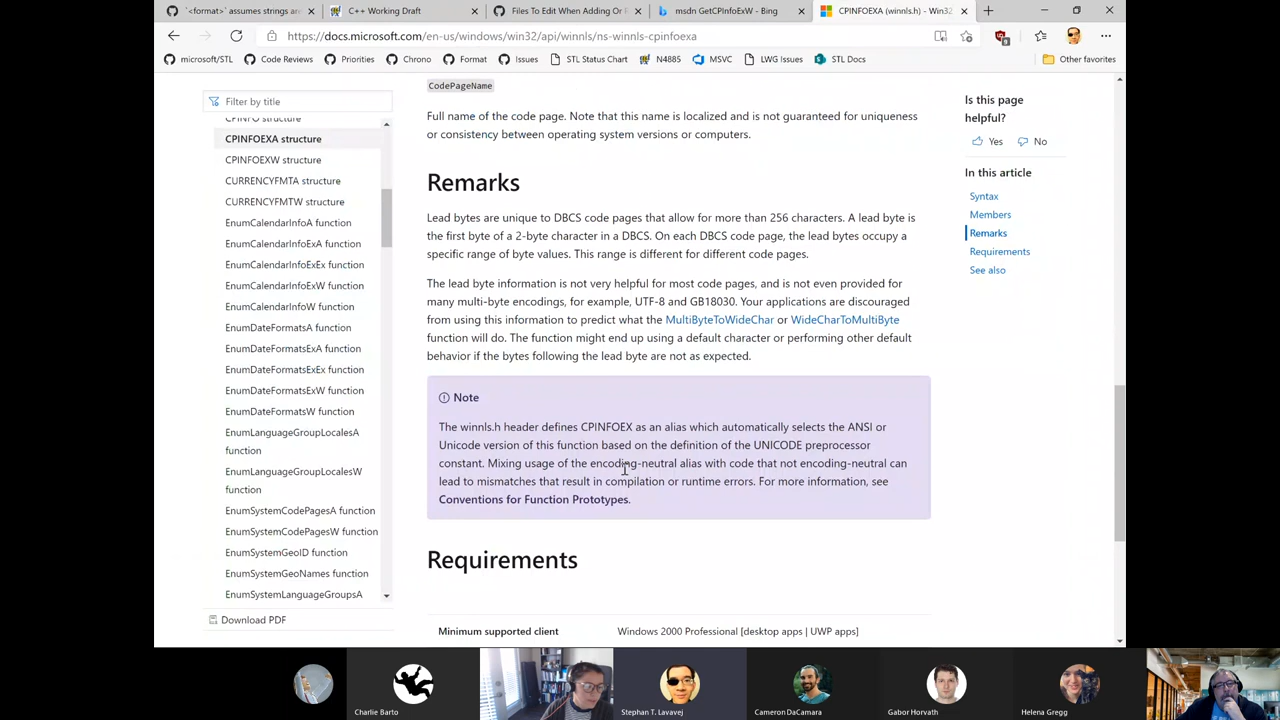 `<format>` assumes strings are
C++ Working Draft
Files To Edit When Adding Or R
msdn GetCPInfoExW - Bing
CPINFOEXA (winnls.h) - Win32
https://docs.microsoft.com/en-us/windows/win32/api/winnls/ns-winnls-cpinfoexa
microsoft/STL
Code Reviews
Priorities
Chrono
Format
Issues
STL Status Chart
N4885
MSVC
LWG Issues
STL Docs
Other favorites
Filter by title
CPINFO structure
CPINFOEXA structure
CPINFOEXW structure
CURRENCYFMTA structure
CURRENCYFMTW structure
EnumCalendarInfoA function
EnumCalendarInfoExA function
EnumCalendarInfoExEx function
EnumCalendarInfoExW function
EnumCalendarInfoW function
EnumDateFormatsA function
EnumDateFormatsExA function
EnumDateFormatsExEx function
EnumDateFormatsExW function
EnumDateFormatsW function
EnumLanguageGroupLocalesA
function
EnumLanguageGroupLocalesW
function
EnumSystemCodePagesA function
EnumSystemCodePagesW function
EnumSystemGeoID function
EnumSystemGeoNames function
EnumSystemLanguageGroupsA
Download PDF
CodePageName
Full name of the code page. Note that this name is localized and is not guaranteed for uniqueness
or consistency between operating system versions or computers.
Remarks
Lead bytes are unique to DBCS code pages that allow for more than 256 characters. A lead byte is
the first byte of a 2-byte character in a DBCS. On each DBCS code page, the lead bytes occupy a
specific range of byte values. This range is different for different code pages.
The lead byte information is not very helpful for most code pages, and is not even provided for
many multi-byte encodings, for example, UTF-8 and GB18030. Your applications are discouraged
from using this information to predict what the MultiByteToWideChar or WideCharToMultiByte
function will do. The function might end up using a default character or performing other default
behavior if the bytes following the lead byte are not as expected.
Note
The winnls.h header defines CPINFOEX as an alias which automatically selects the ANSI or
Unicode version of this function based on the definition of the UNICODE preprocessor
constant. Mixing usage of the encoding-neutral alias with code that not encoding-neutral can
lead to mismatches that result in compilation or runtime errors. For more information, see
Conventions for Function Prototypes.
Requirements
Minimum supported client
Windows 2000 Professional [desktop apps | UWP apps]
Is this page
helpful?
Yes
No
In this article
Syntax
Members
Remarks
Requirements
See also
Charlie Barto
Stephan T. Lavavej
Cameron DaCamara
Gabor Horvath
Helena Gregg